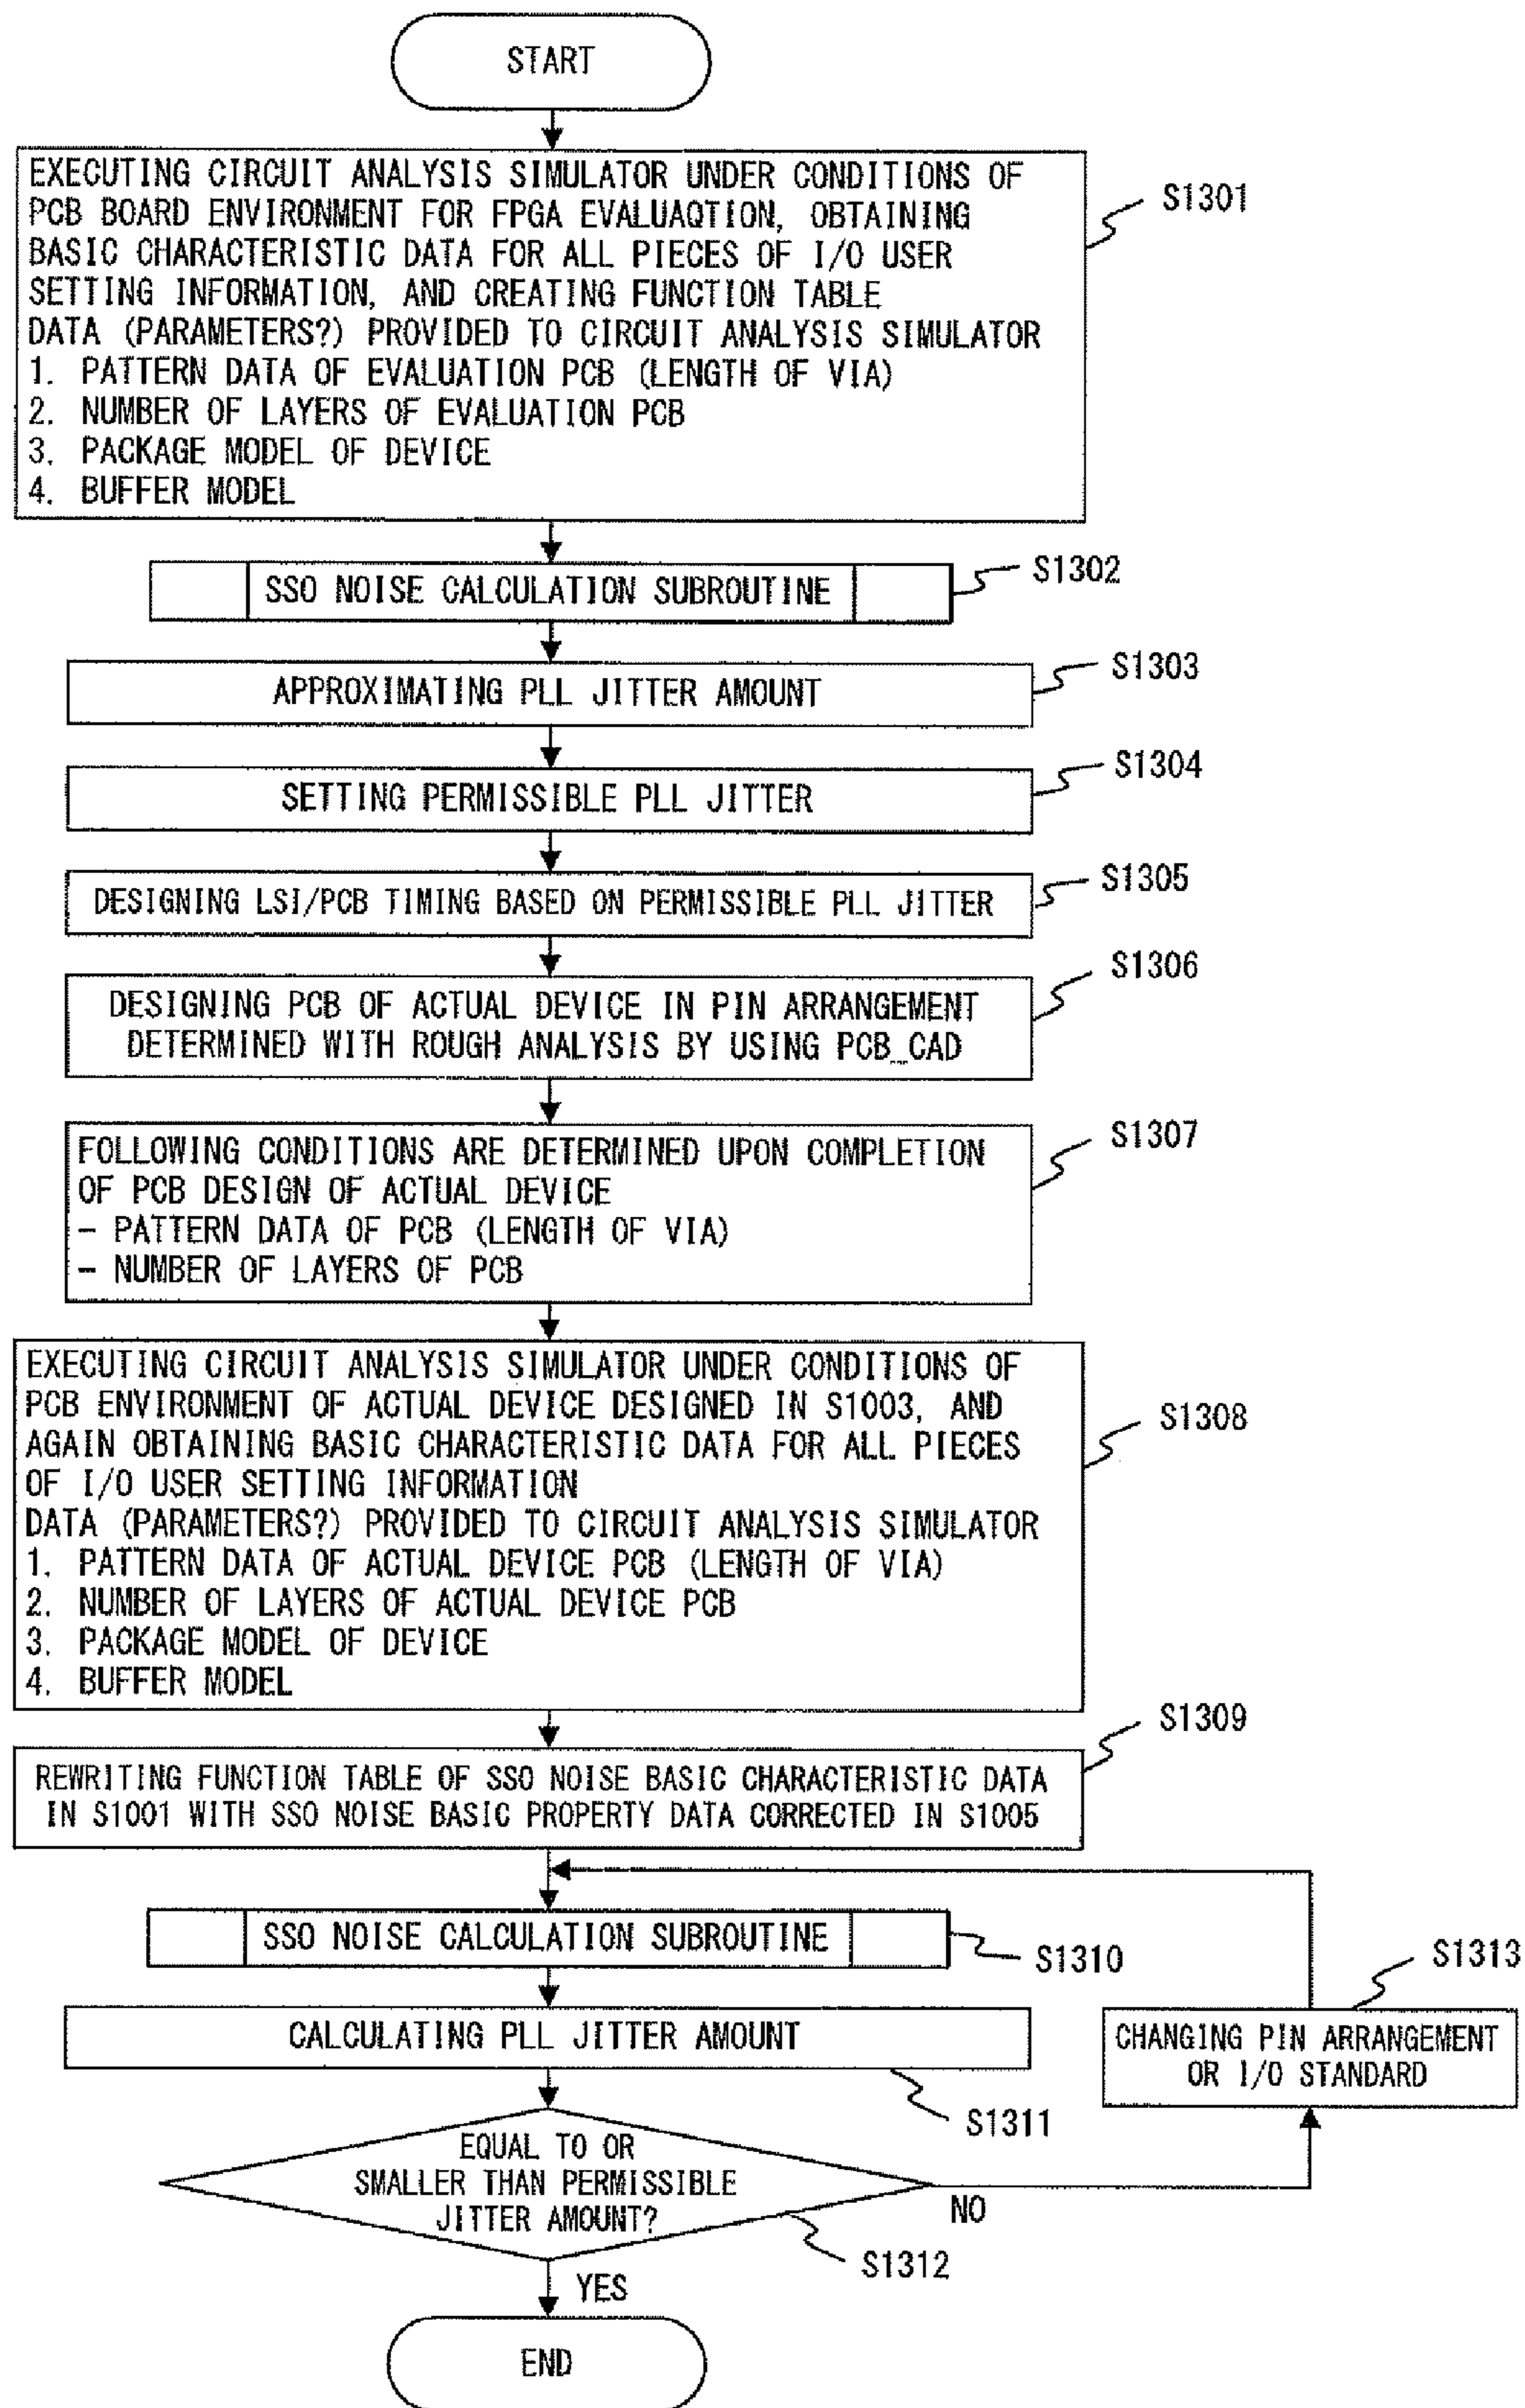 START
EXECUTING CIRCUIT ANALYSIS SIMULATOR UNDER CONDITIONS OF
PCB BOARD ENVIRONMENT FOR FPGA EVALUAQTION, OBTAINING
BASIC CHARACTERISTIC DATA FOR ALL PIECES OF I/O USER
SETTING INFORMATION, AND CREATING FUNCTION TABLE
DATA (PARAMETERS?) PROVIDED TO CIRCUIT ANALYSIS SIMULATOR
1. PATTERN DATA OF EVALUATION PCB (LENGTH OF VIA)
2. NUMBER OF LAYERS OF EVALUATION PCB
3. PACKAGE MODEL OF DEVICE
4. BUFFER MODEL
S1301
SSO NOISE CALCULATION SUBROUTINE
S1302
APPROXIMATING PLL JITTER AMOUNT
S1303
SETTING PERMISSIBLE PLL JITTER
S1304
DESIGNING LSI/PCB TIMING BASED ON PERMISSIBLE PLL JITTER
S1305
DESIGNING PCB OF ACTUAL DEVICE IN PIN ARRANGEMENT
DETERMINED WITH ROUGH ANALYSIS BY USING PCB_CAD
S1306
FOLLOWING CONDITIONS ARE DETERMINED UPON COMPLETION
OF PCB DESIGN OF ACTUAL DEVICE
- PATTERN DATA OF PCB (LENGTH OF VIA)
- NUMBER OF LAYERS OF PCB
S1307
EXECUTING CIRCUIT ANALYSIS SIMULATOR UNDER CONDITIONS OF
PCB ENVIRONMENT OF ACTUAL DEVICE DESIGNED IN S1003, AND
AGAIN OBTAINING BASIC CHARACTERISTIC DATA FOR ALL PIECES
OF I/O USER SETTING INFORMATION
DATA (PARAMETERS?) PROVIDED TO CIRCUIT ANALYSIS SIMULATOR
1. PATTERN DATA OF ACTUAL DEVICE PCB (LENGTH OF VIA)
2. NUMBER OF LAYERS OF ACTUAL DEVICE PCB
3. PACKAGE MODEL OF DEVICE
4. BUFFER MODEL
S1308
REWRITING FUNCTION TABLE OF SSO NOISE BASIC CHARACTERISTIC DATA
IN S1001 WITH SSO NOISE BASIC PROPERTY DATA CORRECTED IN S1005
S1309
SSO NOISE CALCULATION SUBROUTINE
S1310
CALCULATING PLL JITTER AMOUNT
S1311
EQUAL TO OR
SMALLER THAN PERMISSIBLE
JITTER AMOUNT?
S1312
NO
CHANGING PIN ARRANGEMENT
OR I/O STANDARD
S1313
YES
END